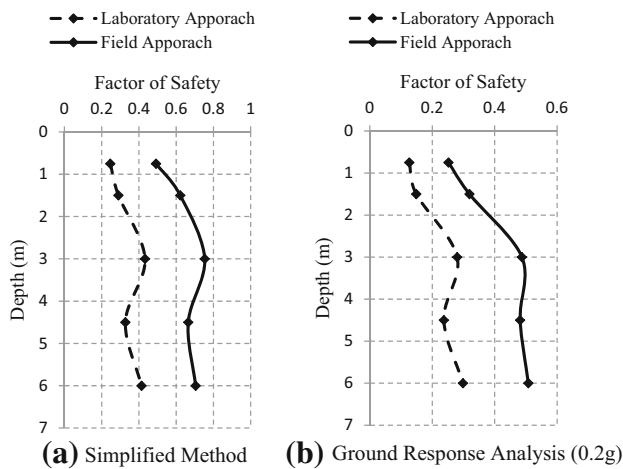 Laboratory Apporach
Field Apporach
Factor of Safety
0 0.2 0.4 0.6 0.8 1
0
1
2
3
4
5
6
7
Depth (m)
(a) Simplified Method
Laboratory Apporach
Field Apporach
Factor of Safety
0 0.2 0.4 0.6
0
1
2
3
4
5
6
7
Depth (m)
(b) Ground Response Analysis (0.2g)